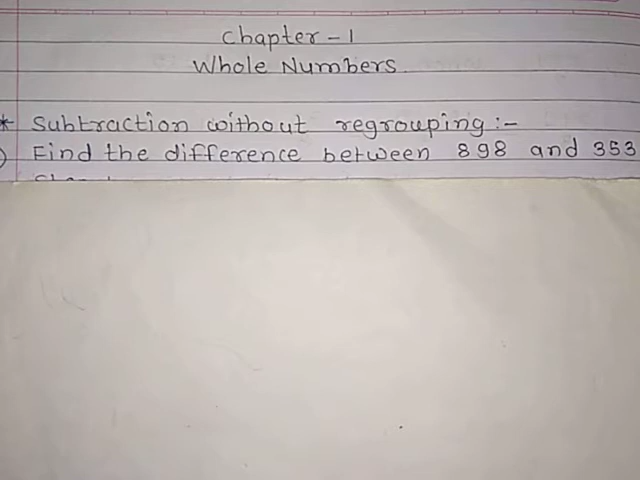 Chapter - 1
Whole Numbers.
* Subtraction without regrouping :-
) Find the difference between 898 and 353